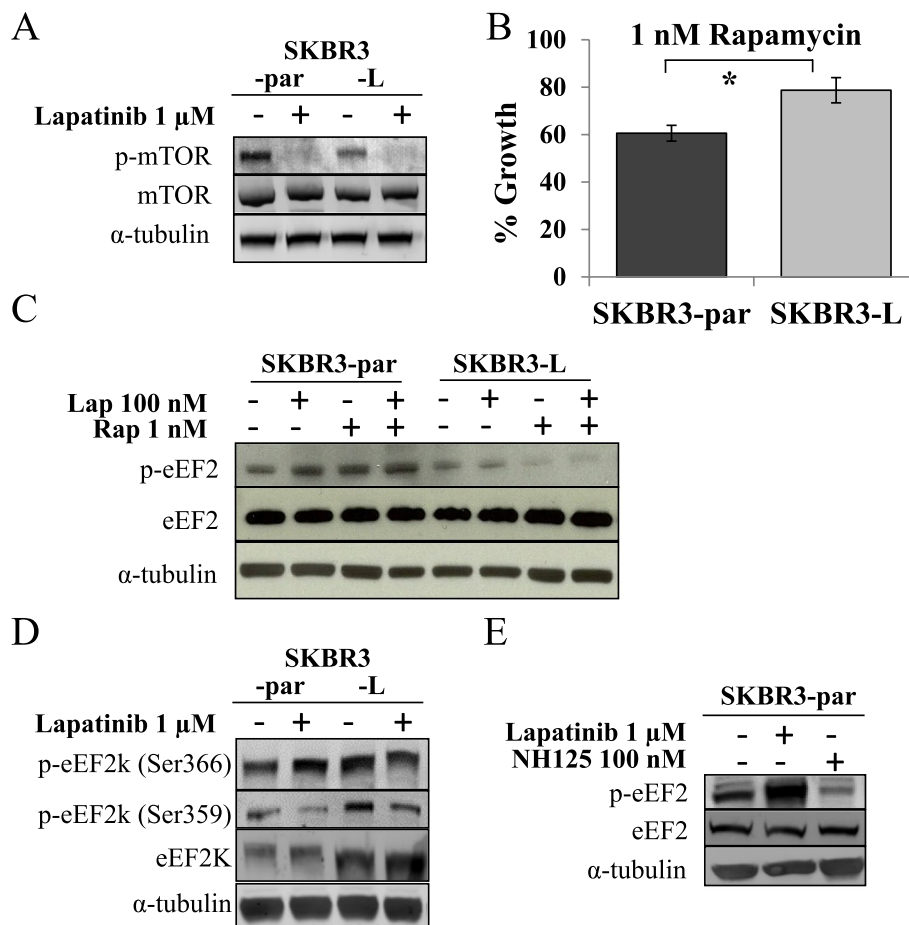 A
SKBR3
-par -L
Lapatinib 1 µM - + - +
p-mTOR
mTOR
α-tubulin
B
100
80
60
40
20
0
% Growth
1 nM Rapamycin
*
SKBR3-par SKBR3-L
C
SKBR3-par SKBR3-L
Lap 100 nM - + - + - + - +
Rap 1 nM - - + + - - + +
p-eEF2
eEF2
α-tubulin
D
SKBR3
-par -L
Lapatinib 1 µM - + - +
p-eEF2k (Ser366)
p-eEF2k (Ser359)
eEF2K
α-tubulin
E
SKBR3-par
Lapatinib 1 µM - + -
NH125 100 nM - - +
p-eEF2
eEF2
α-tubulin